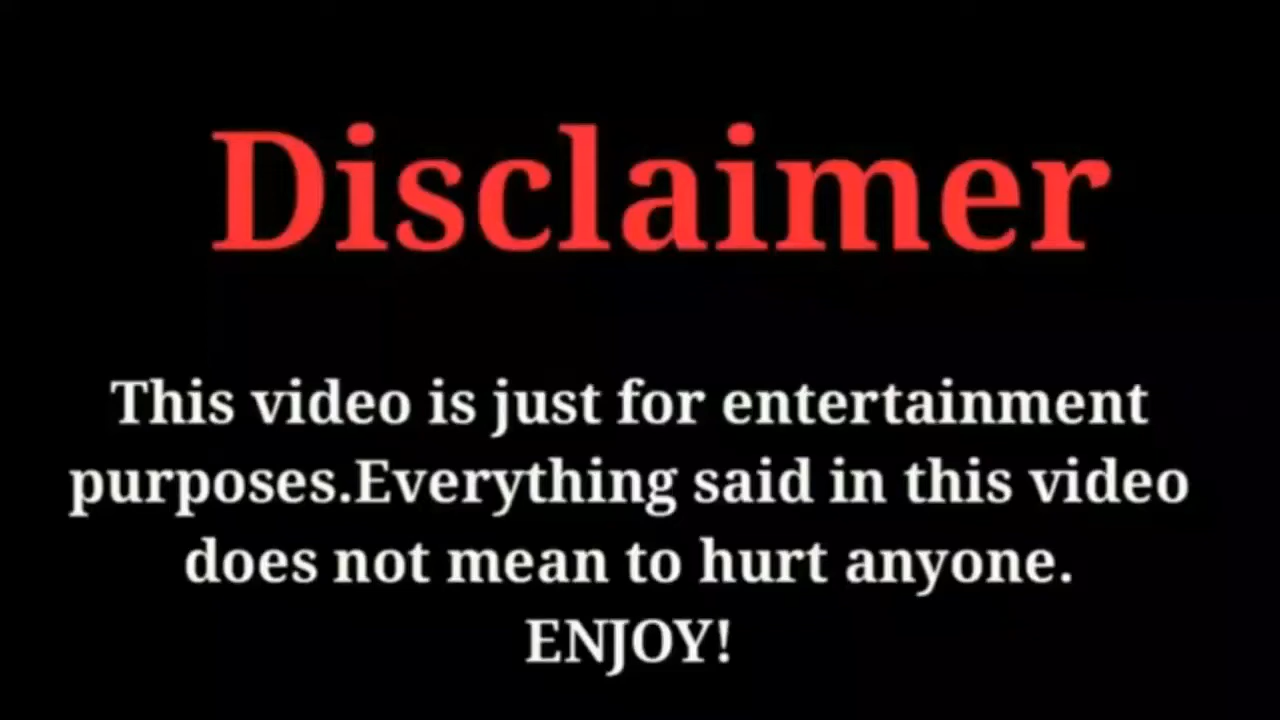 Disclaimer
This video is just for entertainment
purposes.Everything said in this video
does not mean to hurt anyone.
ENJOY!